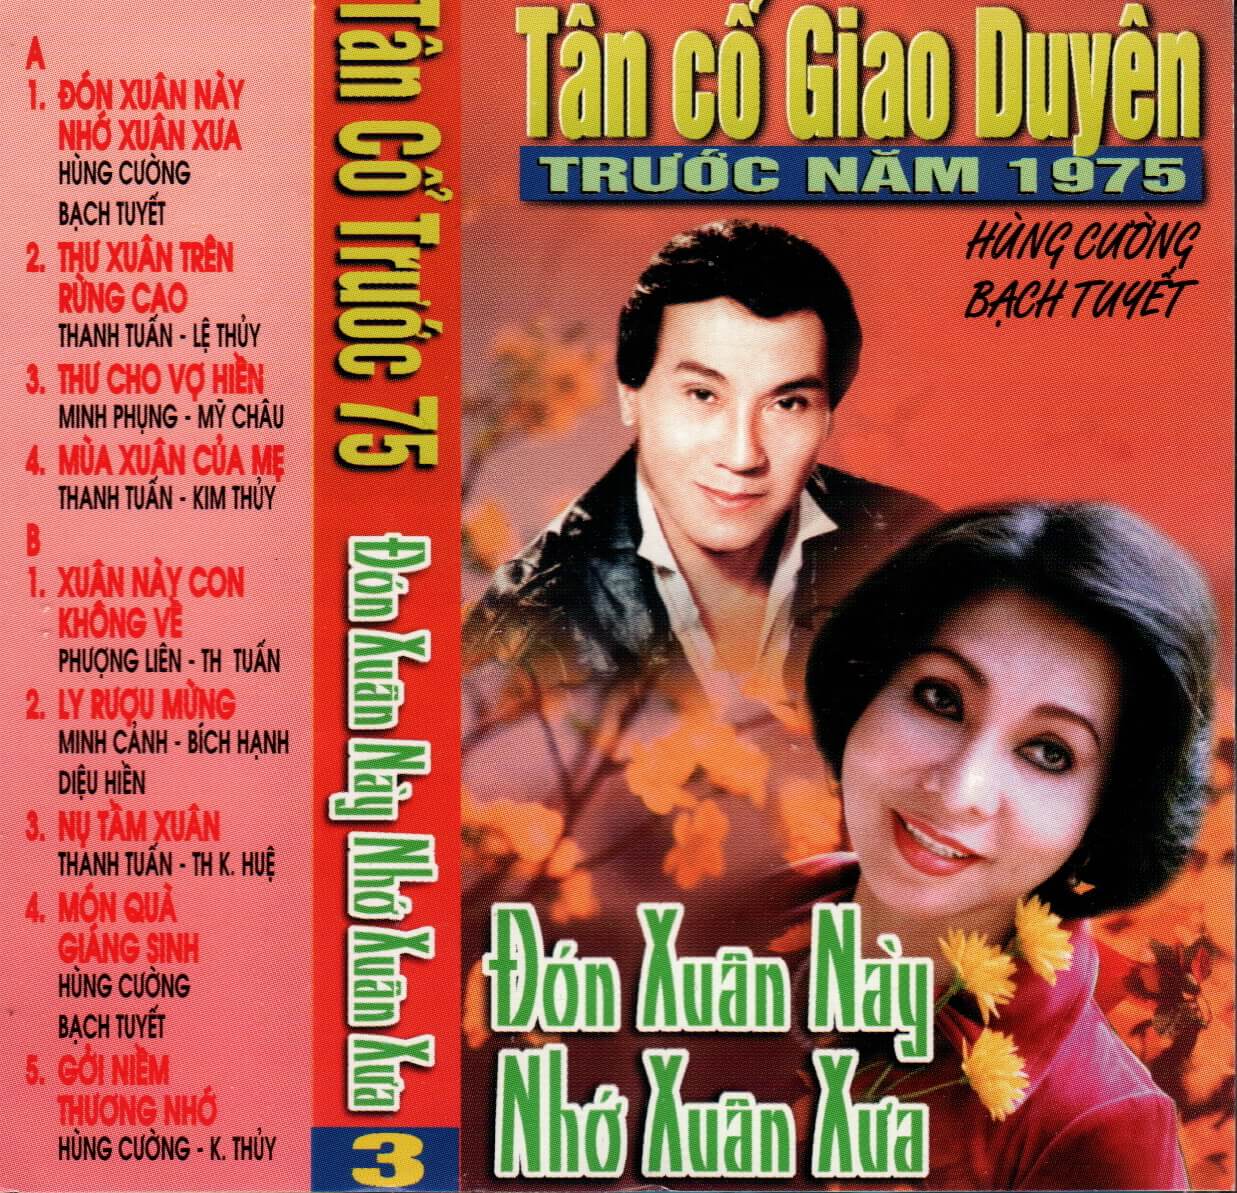 A
1. ĐÓN XUÂN NÀY
NHỚ XUÂN XƯA
HÙNG CƯỜNG
BẠCH TUYẾT
2. THƯ XUÂN TRÊN
RỪNG CAO
THANH TUẤN - LỆ THỦY
3. THƯ CHO VỢ HIỀN
MINH PHỤNG - MỸ CHÂU
4. MÙA XUÂN CỦA MẸ
THANH TUẤN - KIM THỦY
B
1. XUÂN NÀY CON
KHÔNG VỀ
PHƯỢNG LIÊN - TH TUẤN
2. LY RƯỢU MỪNG
MINH CẢNH - BÍCH HẠNH
DIỆU HIỀN
3. NỤ TẦM XUÂN
THANH TUẤN - TH K. HUỆ
4. MÓN QUÀ
GIÁNG SINH
HÙNG CƯỜNG
BẠCH TUYẾT
5. GỞI NIỀM
THƯƠNG NHỚ
HÙNG CƯỜNG - K. THỦY
Tân Cổ Trước 75
Đón Xuân Này Nhớ Xuân Xưa
3
Tân cổ Giao Duyên
TRƯỚC NĂM 1975
HÙNG CƯỜNG
BẠCH TUYẾT
Đón Xuân Này
Nhớ Xuân Xưa